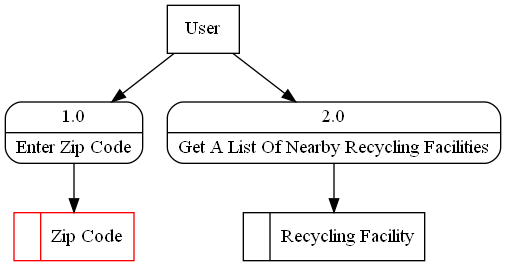 User
1.0
Enter Zip Code
2.0
Get A List Of Nearby Recycling Facilities
Zip Code
Recycling Facility